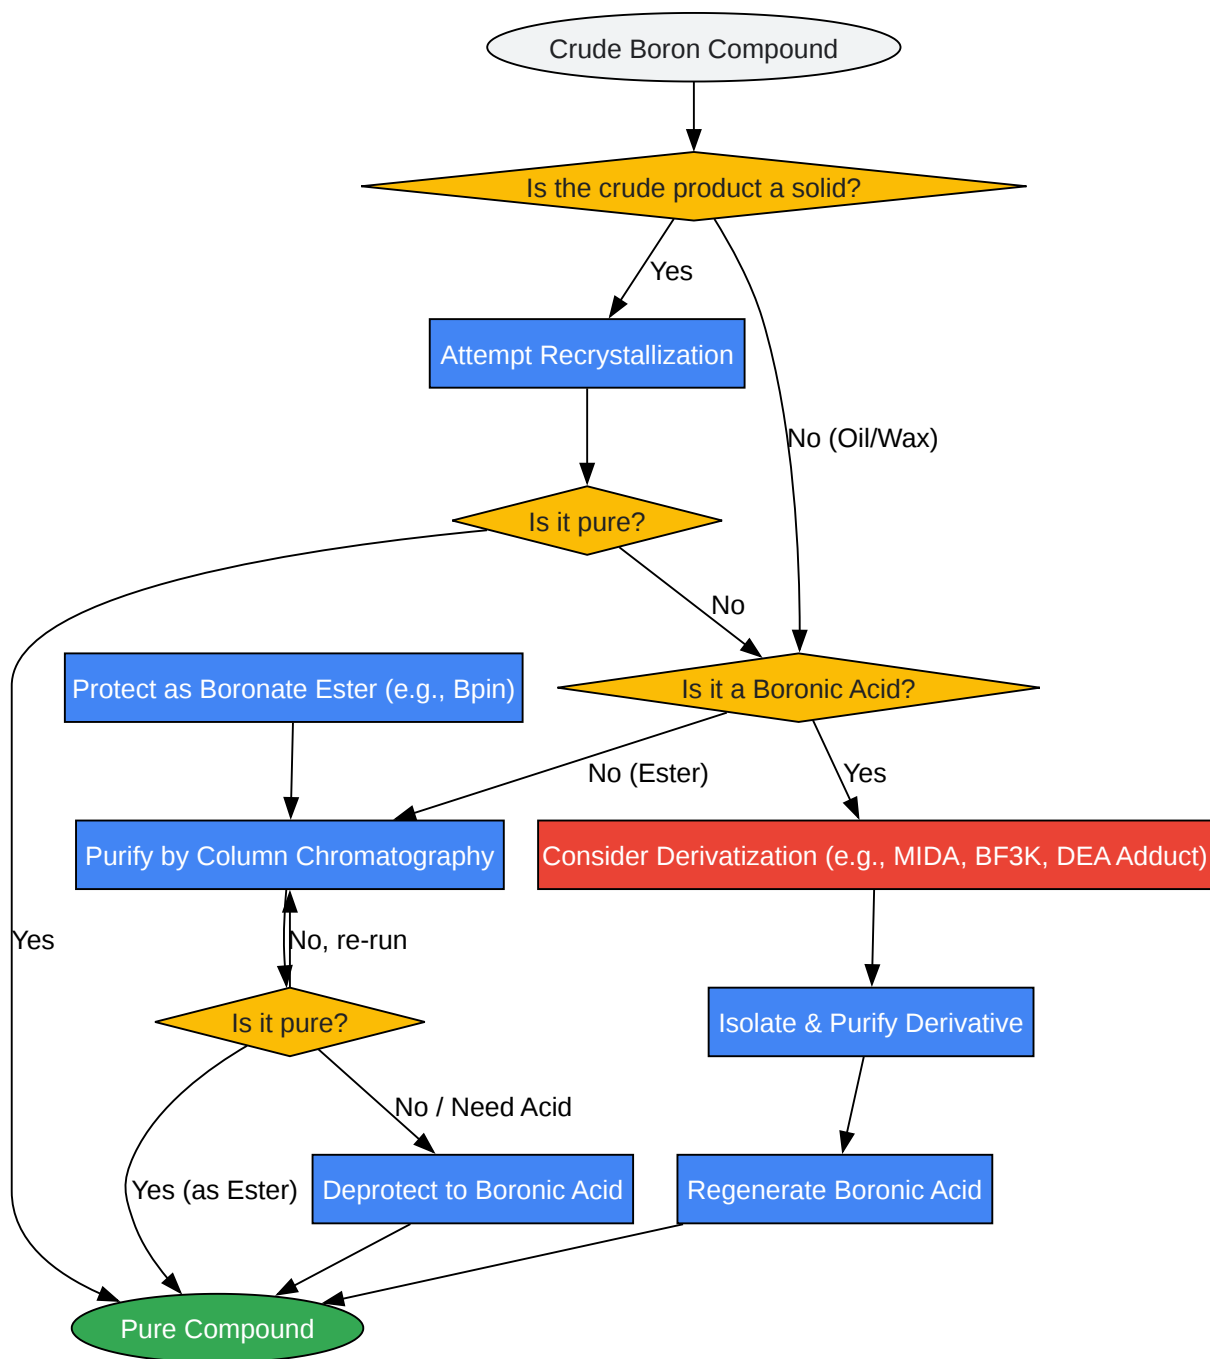 Crude Boron Compound
Is the crude product a solid?
Yes
Attempt Recrystallization
No (Oil/Wax)
Is it pure?
No
Protect as Boronate Ester (e.g., Bpin)
Is it a Boronic Acid?
No (Ester)
Yes
Purify by Column Chromatography
Consider Derivatization (e.g., MIDA, BF3K, DEA Adduct)
Yes
No, re-run
Is it pure?
Isolate & Purify Derivative
No / Need Acid
Yes (as Ester)
Deprotect to Boronic Acid
Regenerate Boronic Acid
Pure Compound